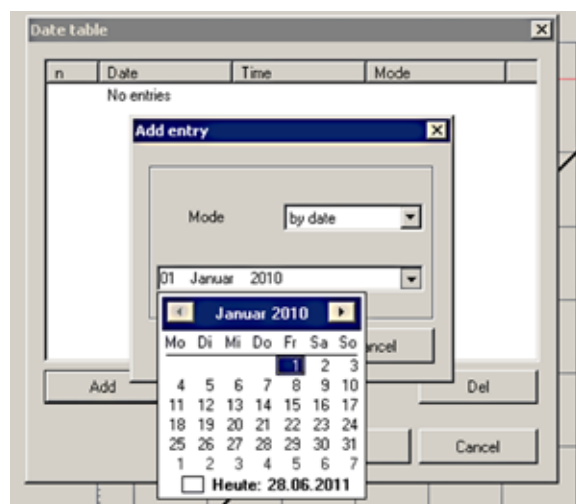 Date table
n Date Time Mode
No entries
Add entry
Mode by date
01 Januar 2010
Januar 2010
Mo Di Mi Do Fr Sa So
1 2 3
4 5 6 7 8 9 10
11 12 13 14 15 16 17
18 19 20 21 22 23 24
25 26 27 28 29 30 31
1 2 3 4 5 6 7
Heute: 28.06.2011
Add Del
Cancel